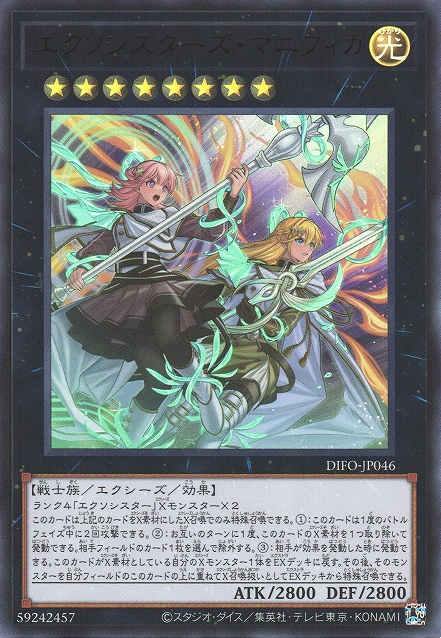 エクソシスターズ・マニフィカ
光
DIFO-JP046
【戦士族/エクシーズ/効果】
ランク4「エクソシスター」XモンスターX2
このカードは上記のカードをX素材にしたX召喚でのみ特殊召喚できる。①:このカードは1度のバトル
フェイズ中に2回攻撃できる。②:お互いのターンに1度、このカードのX素材を1つ取り除いて
発動できる。相手フィールドのカード1枚を選んで除外する。③:相手が効果を発動した時に発動で
きる。このカードがX素材としている自分のXモンスター1体をEXデッキに戻す。その後、そのモン
スターを自分フィールドのこのカードの上に重ねてX召喚扱いとしてEXデッキから特殊召喚する。
ATK/2800 DEF/2800
59242457
©スタジオ・ダイス/集英社・テレビ東京・KONAMI